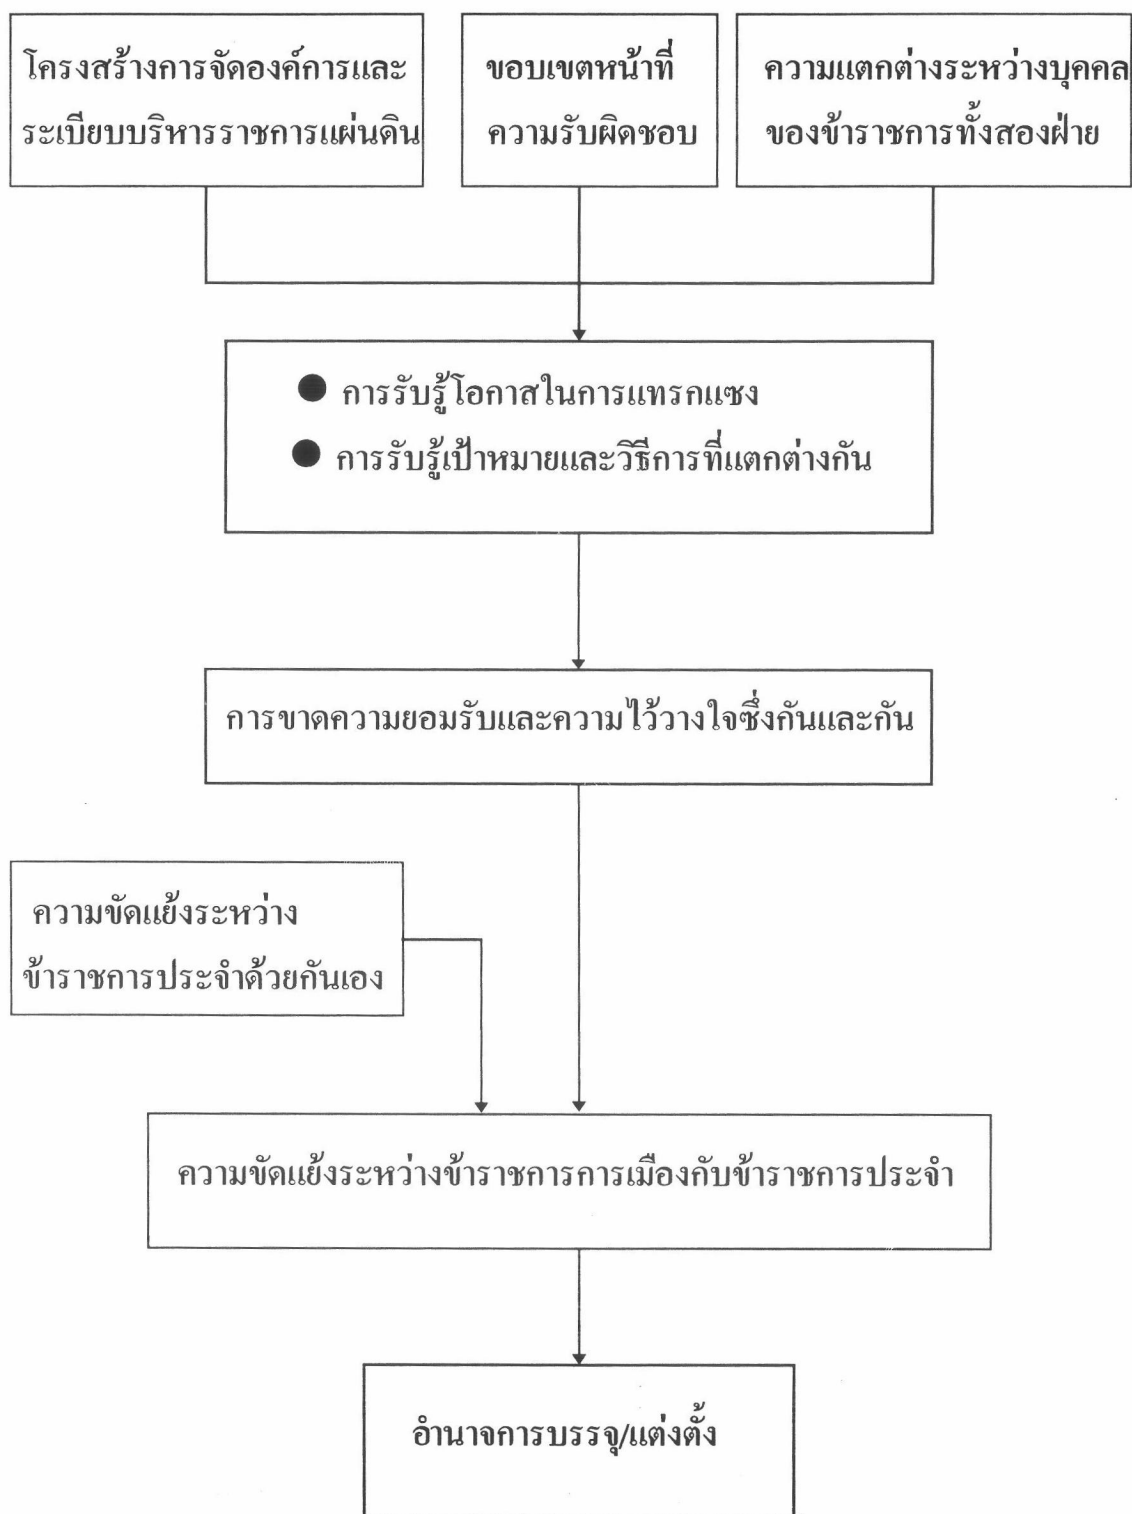 โครงสร้างการจัดองค์การและ
ระเบียบบริหารราชการแผ่นดิน
ขอบเขตหน้าที่
ความรับผิดชอบ
ความแตกต่างระหว่างบุคคล
ของข้าราชการทั้งสองฝ่าย
● การรับรู้โอกาสในการแทรกแซง
● การรับรู้เป้าหมายและวิธีการที่แตกต่างกัน
การขาดความยอมรับและความไว้วางใจซึ่งกันและกัน
ความขัดแย้งระหว่าง
ข้าราชการประจำด้วยกันเอง
ความขัดแย้งระหว่างข้าราชการการเมืองกับข้าราชการประจำ
อำนาจการบรรจุ/แต่งตั้ง